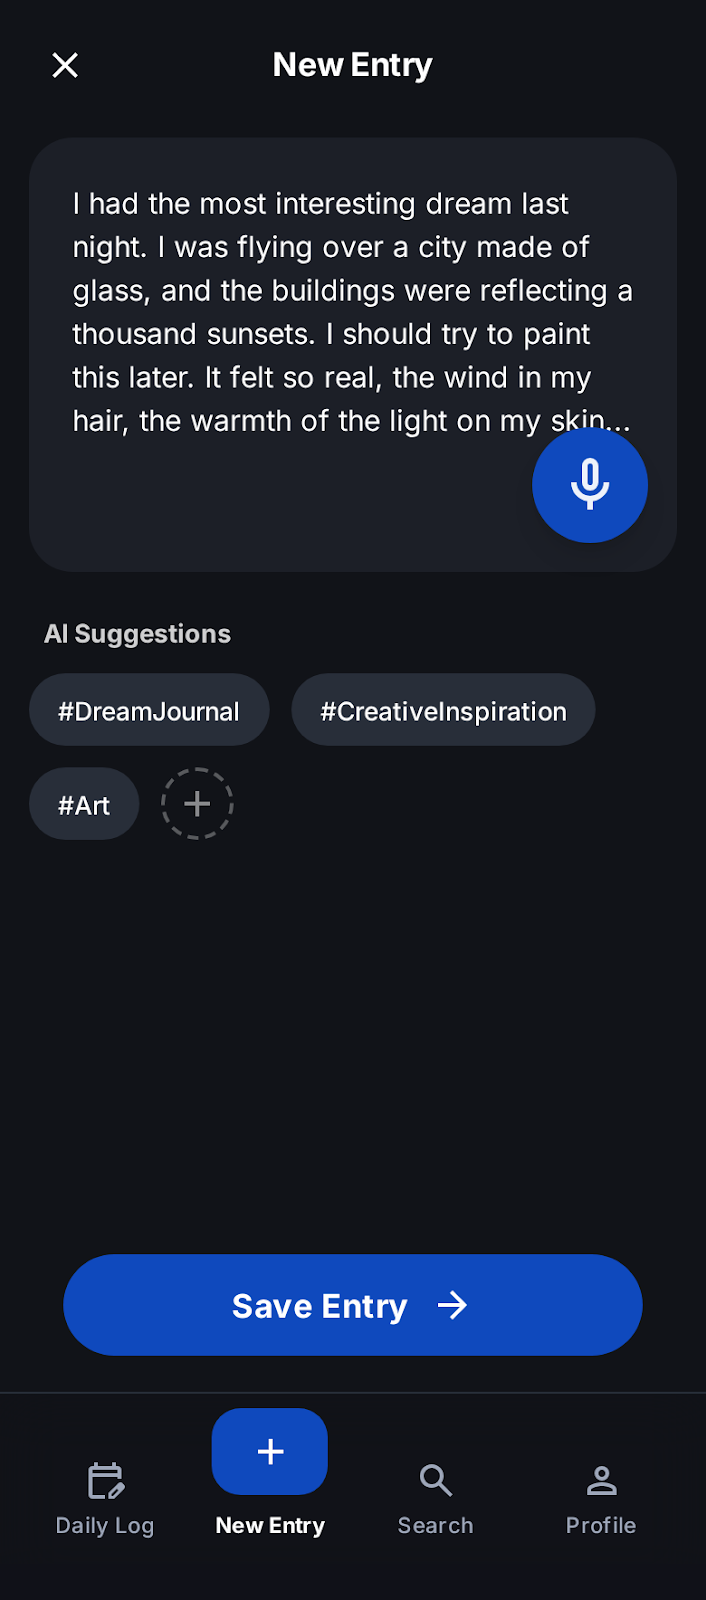 New Entry
I had the most interesting dream last
night. I was flying over a city made of
glass, and the buildings were reflecting a
thousand sunsets. I should try to paint
this later. It felt so real, the wind in my
hair, the warmth of the light on my skin...
AI Suggestions
#DreamJournal #CreativeInspiration
#Art
Save Entry
Daily Log New Entry Search Profile